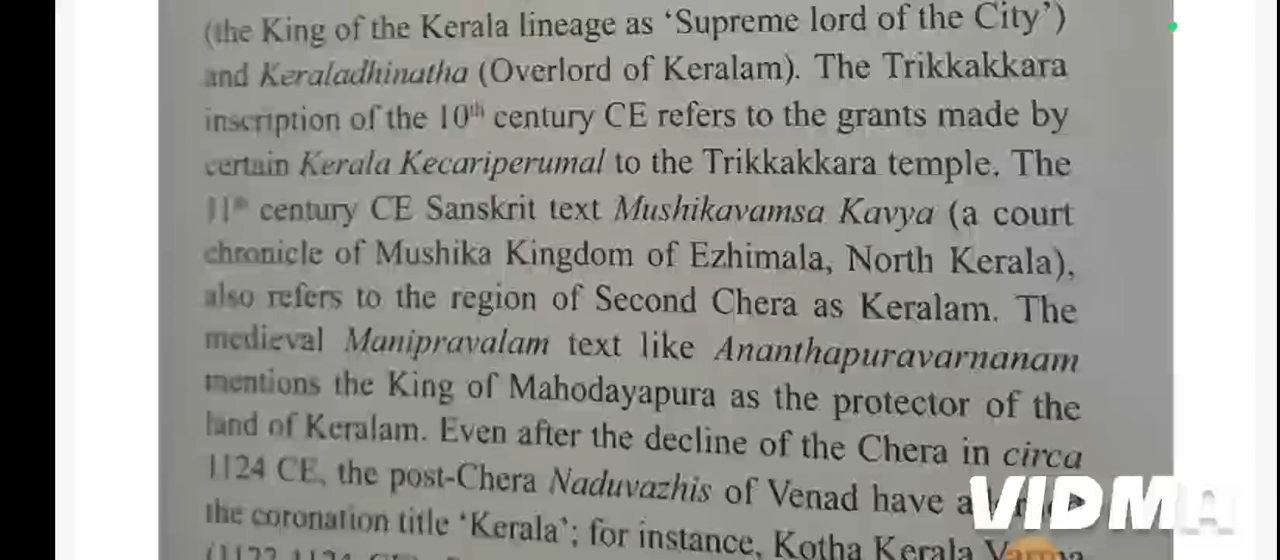 (the King of the Kerala lineage as ‘Supreme lord of the City’)
and Keraladhinatha (Overlord of Keralam). The Trikkakkara
inscription of the 10th century CE refers to the grants made by
certain Kerala Kecariperumal to the Trikkakkara temple. The
11th century CE Sanskrit text Mushikavamsa Kavya (a court
chronicle of Mushika Kingdom of Ezhimala, North Kerala),
also refers to the region of Second Chera as Keralam. The
medieval Manipravalam text like Ananthapuravarnanam
mentions the King of Mahodayapura as the protector of the
land of Keralam. Even after the decline of the Chera in circa
1124 CE, the post-Chera Naduvazhis of Venad have
the coronation title ‘Kerala’; for instance, Kotha Kerala Varma
VIDMA